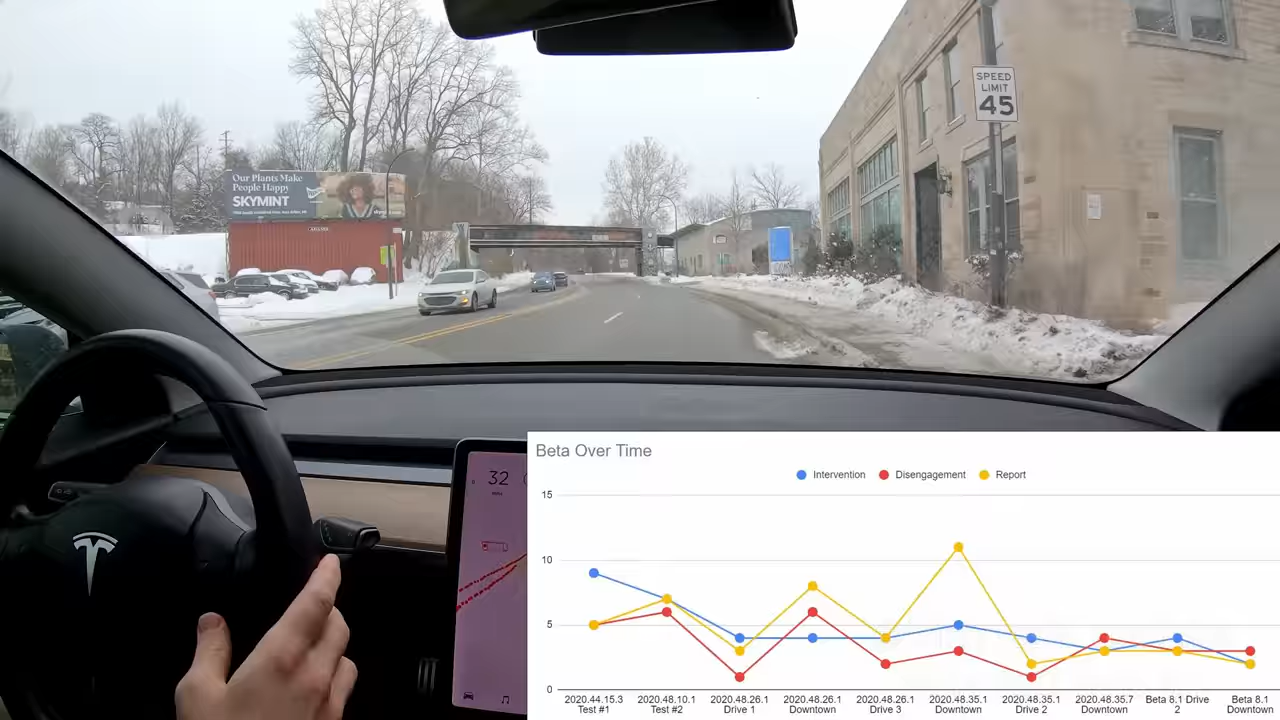 Our Plants Make
People Happy
SKYMINT
SPEED
LIMIT
45
32
MPH
Beta Over Time
Intervention
Disengagement
Report
15
10
5
0
2020.44.15.3
Test #1
2020.48.10.1
Test #2
2020.48.26.1
Drive 1
2020.48.26.1
Downtown
2020.48.26.1
Drive 3
2020.48.35.1
Downtown
2020.48.35.1
Drive 2
2020.48.35.7
Downtown
Beta 8.1 Drive
2
Beta 8.1
Downtown